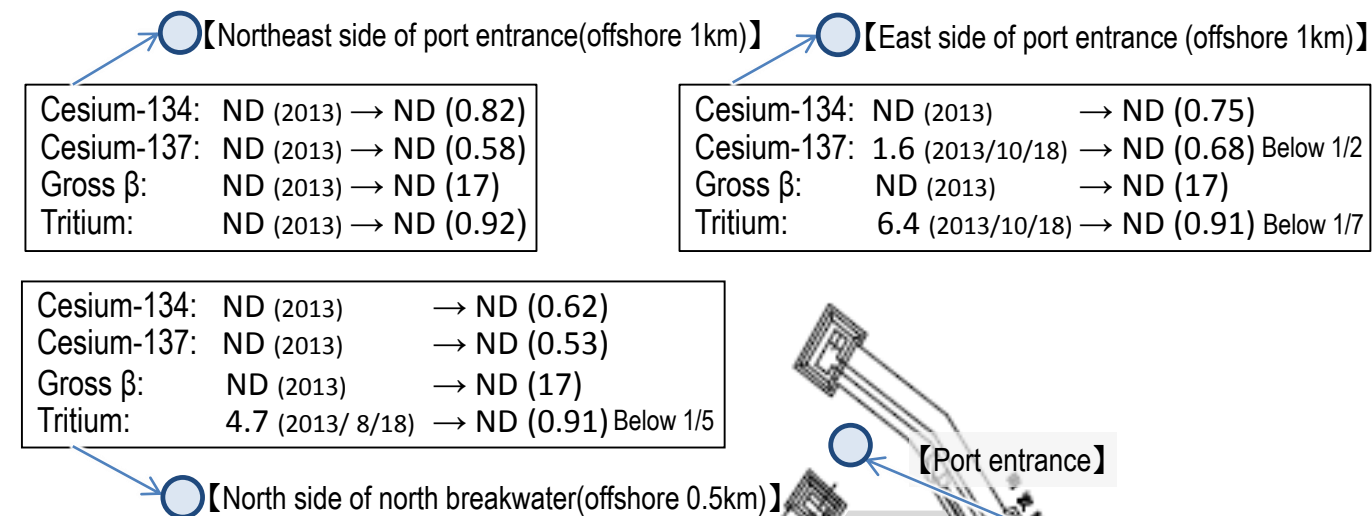 【Northeast side of port entrance(offshore 1km)】
Cesium-134: ND (2013) → ND (0.82)
Cesium-137: ND (2013) → ND (0.58)
Gross β: ND (2013) → ND (17)
Tritium: ND (2013) → ND (0.92)
【East side of port entrance (offshore 1km)】
Cesium-134: ND (2013) → ND (0.75)
Cesium-137: 1.6 (2013/10/18) → ND (0.68) Below 1/2
Gross β: ND (2013) → ND (17)
Tritium: 6.4 (2013/10/18) → ND (0.91) Below 1/7
Cesium-134: ND (2013) → ND (0.62)
Cesium-137: ND (2013) → ND (0.53)
Gross β: ND (2013) → ND (17)
Tritium: 4.7 (2013/ 8/18) → ND (0.91) Below 1/5
【Port entrance】
【North side of north breakwater(offshore 0.5km)】